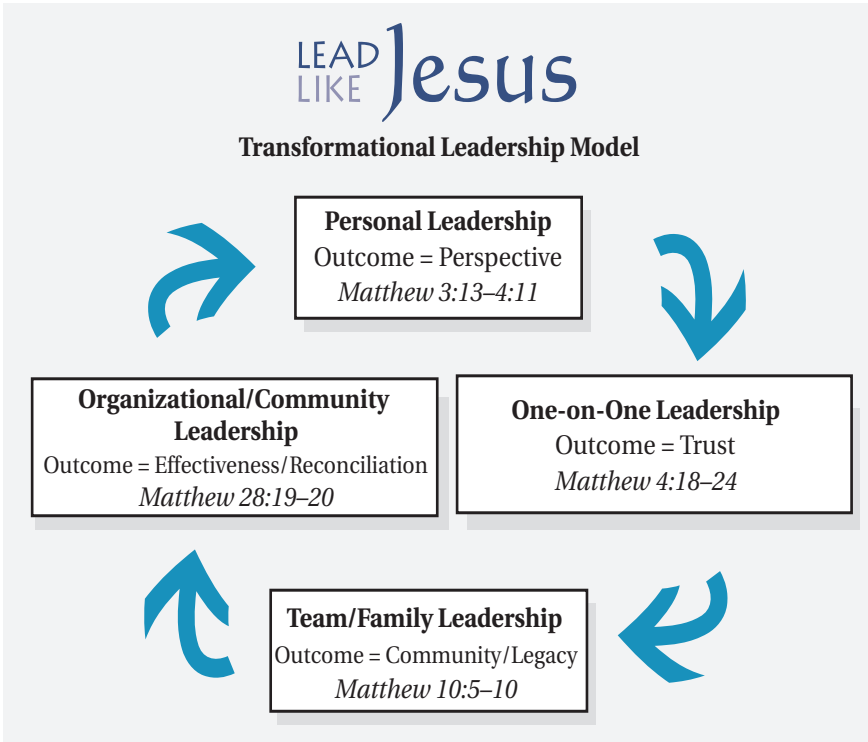 LEAD
LIKE Jesus
Transformational Leadership Model
Personal Leadership
Outcome = Perspective
Matthew 3:13–4:11
One-on-One Leadership
Outcome = Trust
Matthew 4:18–24
Team/Family Leadership
Outcome = Community/Legacy
Matthew 10:5–10
Organizational/Community
Leadership
Outcome = Effectiveness/Reconciliation
Matthew 28:19–20